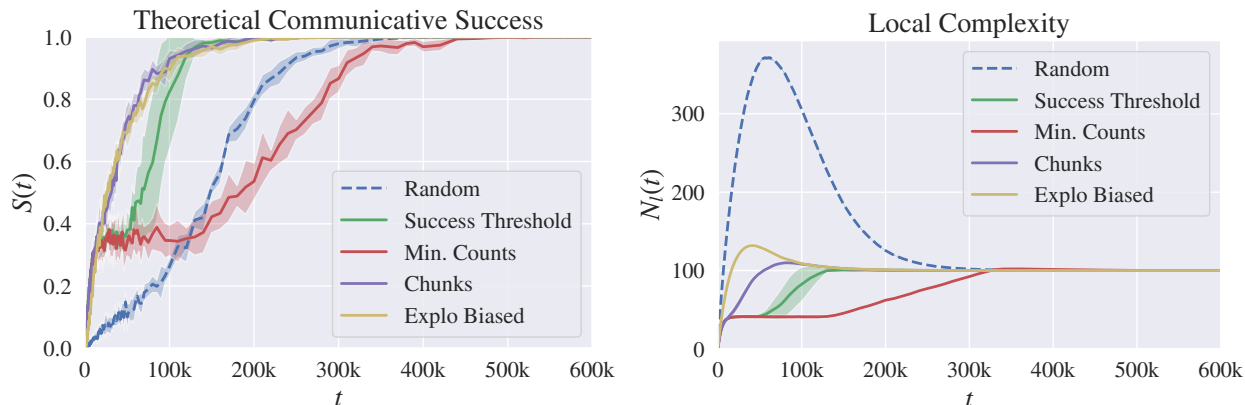 Theoretical Communicative Success
1.0
0.8
0.6
0.4
0.2
0.0
S(t)
Random
Success Threshold
Min. Counts
Chunks
Explo Biased
0 100k 200k 300k 400k 500k 600k
t
Local Complexity
300
200
100
0
N_l(t)
Random
Success Threshold
Min. Counts
Chunks
Explo Biased
0 100k 200k 300k 400k 500k 600k
t